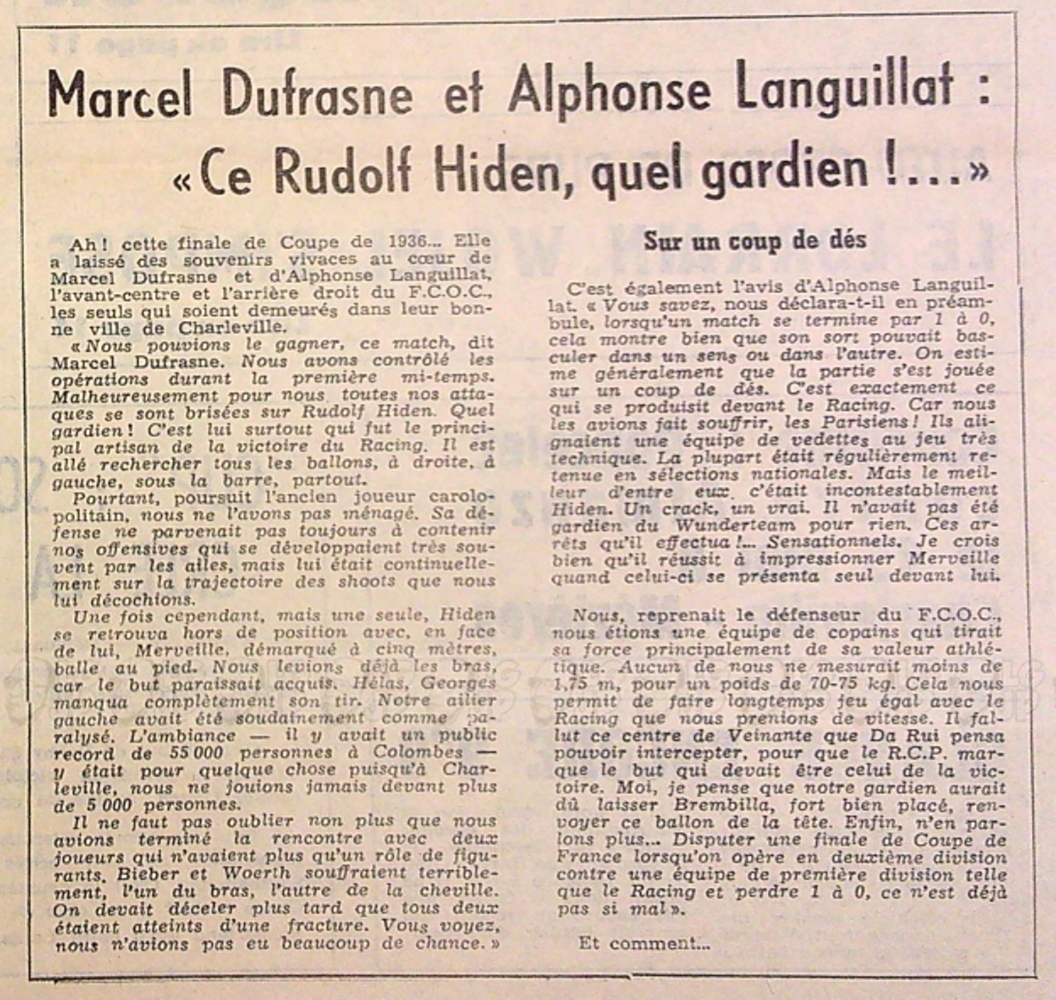 Marcel Dufrasne et Alphonse Languillat :
« Ce Rudolf Hiden, quel gardien !... »
Ah ! cette finale de Coupe de 1936... Elle
a laissé des souvenirs vivaces au cœur de
Marcel Dufrasne et d'Alphonse Languillat,
l'avant-centre et l'arrière droit du F.C.O.C.,
les seuls qui soient demeurés dans leur bon-
ne ville de Charleville.
« Nous pouvions le gagner, ce match, dit
Marcel Dufrasne. Nous avons contrôlé les
opérations durant la première mi-temps.
Malheureusement pour nous toutes nos atta-
ques se sont brisées sur Rudolf Hiden. Quel
gardien ! C'est lui surtout qui fut le princi-
pal artisan de la victoire du Racing. Il est
allé rechercher tous les ballons, à droite, à
gauche, sous la barre, partout.
Pourtant, poursuit l'ancien joueur carolo-
politain, nous ne l'avons pas ménagé. Sa dé-
fense ne parvenait pas toujours à contenir
nos offensives qui se développaient très sou-
vent par les ailes, mais lui était continuelle-
ment sur la trajectoire des shoots que nous
lui décochions.
Une fois cependant, mais une seule, Hiden
se retrouva hors de position avec, en face
de lui, Merveille, démarqué à cinq mètres,
balle au pied. Nous levions déjà les bras,
car le but paraissait acquis. Hélas, Georges
manqua complètement son tir. Notre ailier
gauche avait été soudainement comme pa-
ralysé. L'ambiance — il y avait un public
record de 55 000 personnes à Colombes —
y était pour quelque chose puisqu'à Char-
leville, nous ne jouions jamais devant plus
de 5 000 personnes.
Il ne faut pas oublier non plus que nous
avions terminé la rencontre avec deux
joueurs qui n'avaient plus qu'un rôle de figu-
rants. Bieber et Woerth souffraient terrible-
ment, l'un du bras, l'autre de la cheville.
On devait déceler plus tard que tous deux
étaient atteints d'une fracture. Vous voyez,
nous n'avions pas eu beaucoup de chance. »
Sur un coup de dés
C'est également l'avis d'Alphonse Languil-
lat. « Vous savez, nous déclara-t-il en préam-
bule, lorsqu'un match se termine par 1 à 0,
cela montre bien que son sort pouvait bas-
culer dans un sens ou dans l'autre. On esti-
me généralement que la partie s'est jouée
sur un coup de dés. C'est exactement ce
qui se produisit devant le Racing. Car nous
les avions fait souffrir, les Parisiens ! Ils ali-
gnaient une équipe de vedettes au jeu très
technique. La plupart était régulièrement re-
tenue en sélections nationales. Mais le meil-
leur d'entre eux, c'était incontestablement
Hiden. Un crack, un vrai. Il n'avait pas été
gardien du Wunderteam pour rien. Ces ar-
rêts qu'il effectua !... Sensationnels. Je crois
bien qu'il réussit à impressionner Merveille
quand celui-ci se présenta seul devant lui.
Nous, reprenait le défenseur du F.C.O.C.,
nous étions une équipe de copains qui tirait
sa force principalement de sa valeur athlé-
tique. Aucun de nous ne mesurait moins de
1,75 m, pour un poids de 70-75 kg. Cela nous
permit de faire longtemps jeu égal avec le
Racing que nous prenions de vitesse. Il fal-
lut ce centre de Veinante que Da Rui pensa
pouvoir intercepter, pour que le R.C.P. mar-
que le but qui devait être celui de la vic-
toire. Moi, je pense que notre gardien aurait
dû laisser Brembilla, fort bien placé, ren-
voyer ce ballon de la tête. Enfin, n'en par-
lons plus... Disputer une finale de Coupe de
France lorsqu'on opère en deuxième division
contre une équipe de première division telle
que le Racing et perdre 1 à 0, ce n'est déjà
pas si mal ».
Et comment...